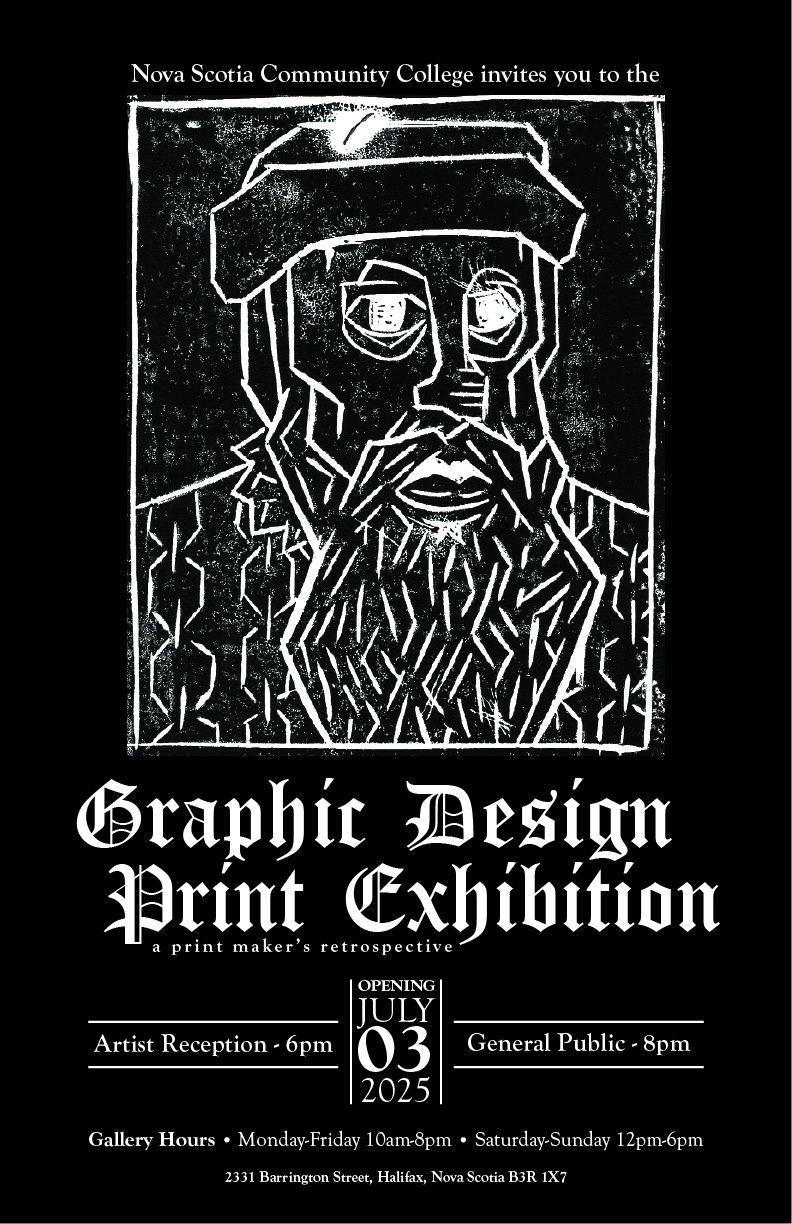 Nova Scotia Community College invites you to the
Graphic Design
Print Exhibition
a print maker's retrospective
OPENING
JULY
03
2025
Artist Reception - 6pm
General Public - 8pm
Gallery Hours • Monday-Friday 10am-8pm • Saturday-Sunday 12pm-6pm
2331 Barrington Street, Halifax, Nova Scotia B3R 1X7